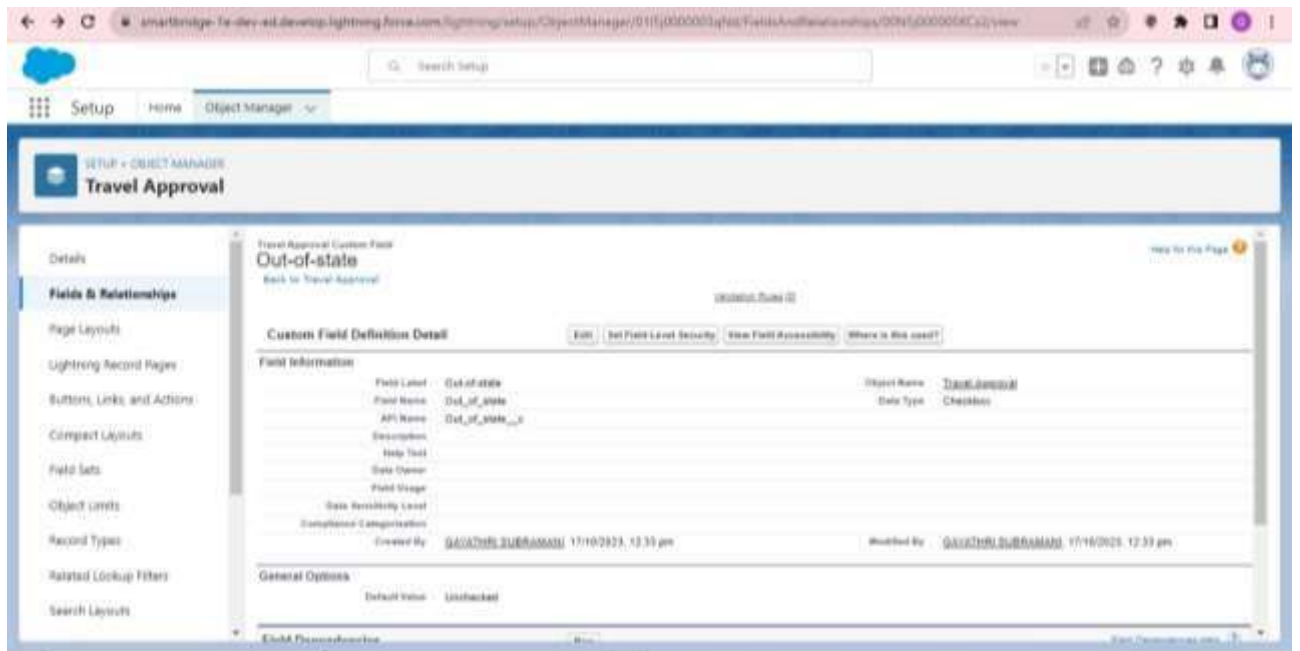 Search Setup
Setup Home Object Manager
SETUP > OBJECT MANAGER
Travel Approval
Details
Fields & Relationships
Page Layouts
Lightning Record Pages
Buttons, Links, and Actions
Compact Layouts
Field Sets
Object Limits
Record Types
Related Lookup Filters
Search Layouts
Travel Approval Custom Field
Out-of-state
Back to Travel Approval
Help for this Page
Validation Rules [0]
Custom Field Definition Detail
Edit Set Field-Level Security View Field Accessibility Where is this used?
Field Information
Field Label Out-of-state
Object Name Travel Approval
Field Name Out_of_state
Data Type Checkbox
API Name Out_of_state__c
Description
Help Text
Data Owner
Field Usage
Data Sensitivity Level
Compliance Categorization
Created By GAYATHRI SUBRAMANI, 17/10/2023, 12:33 pm
Modified By GAYATHRI SUBRAMANI, 17/10/2023, 12:33 pm
General Options
Default Value Unchecked
Field Dependencies New